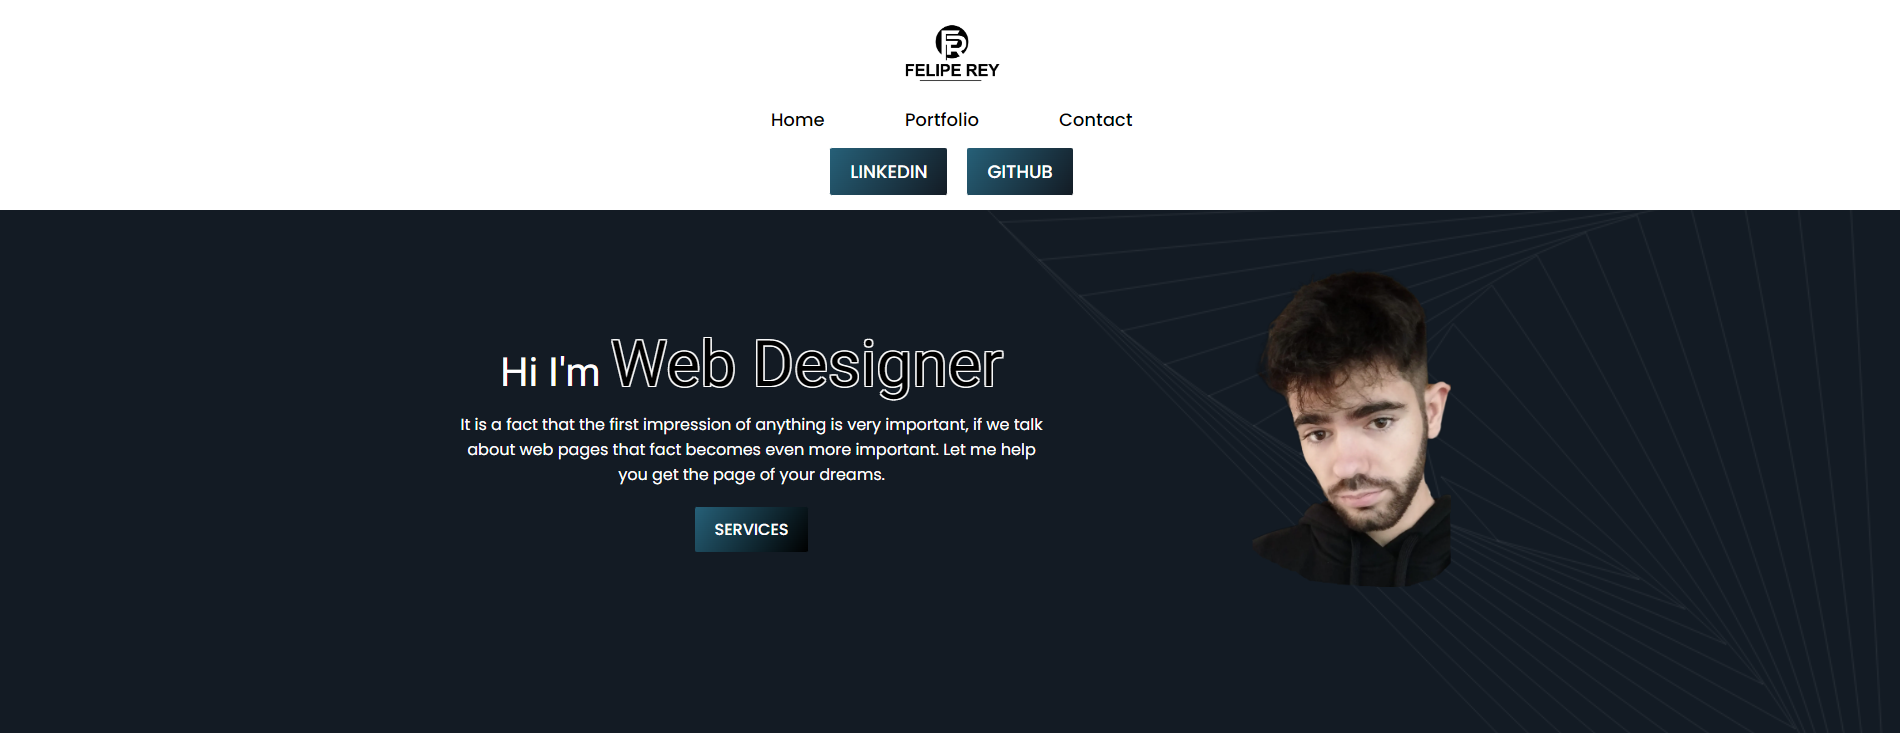 FR
FELIPE REY
Home Portfolio Contact
LINKEDIN GITHUB
Hi I'm Web Designer
It is a fact that the first impression of anything is very important, if we talk
about web pages that fact becomes even more important. Let me help
you get the page of your dreams.
SERVICES